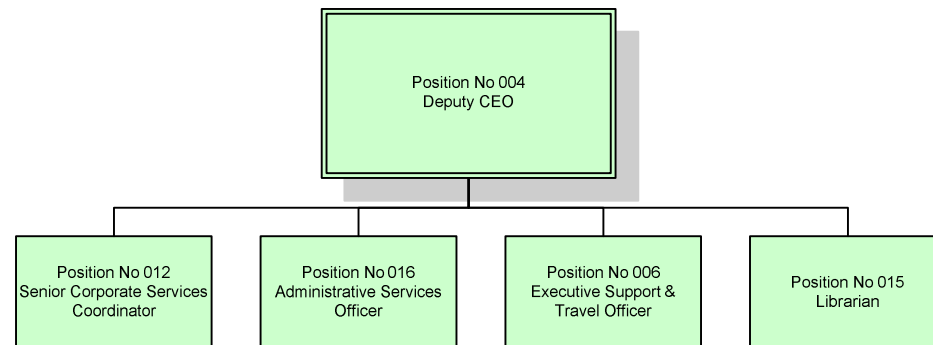 Position No 004
Deputy CEO
Position No 012
Senior Corporate Services
Coordinator
Position No 016
Administrative Services
Officer
Position No 006
Executive Support &
Travel Officer
Position No 015
Librarian